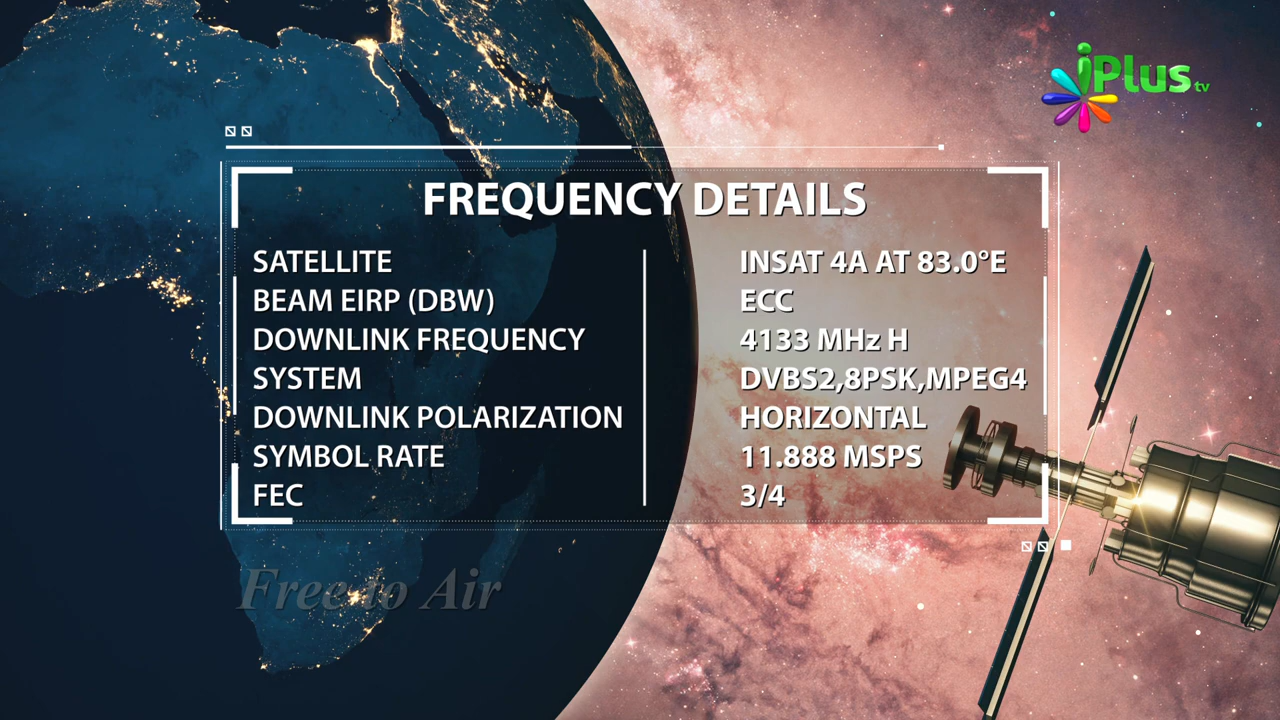 iPlus tv
FREQUENCY DETAILS
SATELLITE INSAT 4A AT 83.0°E
BEAM EIRP (DBW) ECC
DOWNLINK FREQUENCY 4133 MHz H
SYSTEM DVBS2,8PSK,MPEG4
DOWNLINK POLARIZATION HORIZONTAL
SYMBOL RATE 11.888 MSPS
FEC 3/4
Free to Air